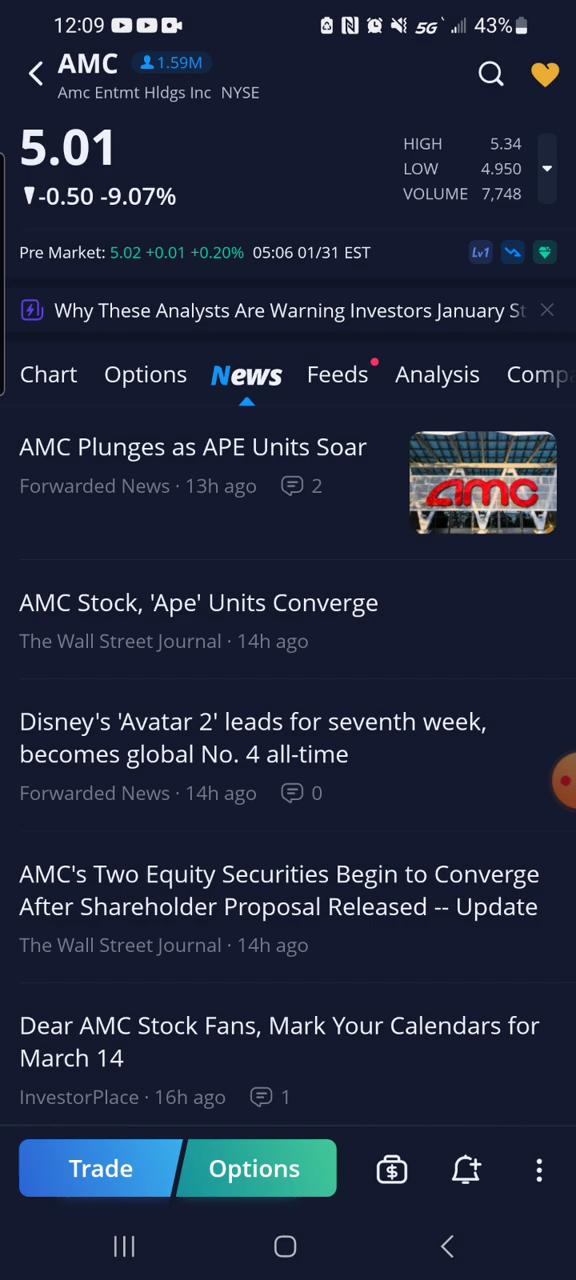 12:09 5G 43%
AMC 1.59M
Amc Entmt Hldgs Inc NYSE
5.01
HIGH 5.34
LOW 4.950
-0.50 -9.07%
VOLUME 7,748
Pre Market: 5.02 +0.01 +0.20% 05:06 01/31 EST Lv1
Why These Analysts Are Warning Investors January St
Chart Options News Feeds Analysis Compa
AMC Plunges as APE Units Soar
Forwarded News · 13h ago 2
amc
AMC Stock, 'Ape' Units Converge
The Wall Street Journal · 14h ago
Disney's 'Avatar 2' leads for seventh week,
becomes global No. 4 all-time
Forwarded News · 14h ago 0
AMC's Two Equity Securities Begin to Converge
After Shareholder Proposal Released -- Update
The Wall Street Journal · 14h ago
Dear AMC Stock Fans, Mark Your Calendars for
March 14
InvestorPlace · 16h ago 1
Trade Options